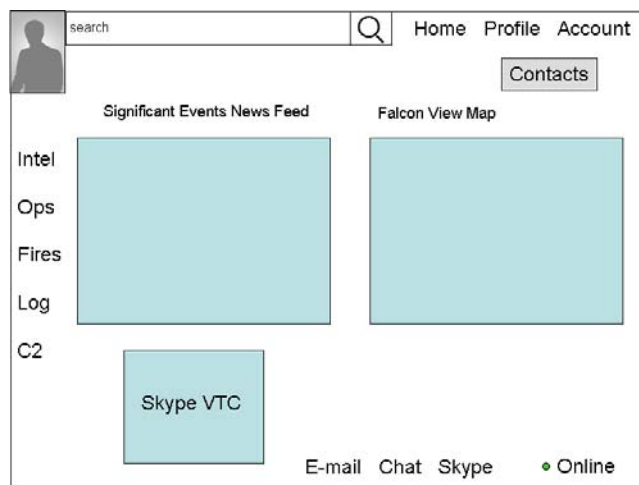 search
Home Profile Account
Contacts
Significant Events News Feed
Falcon View Map
Intel
Ops
Fires
Log
C2
Skype VTC
E-mail Chat Skype
Online